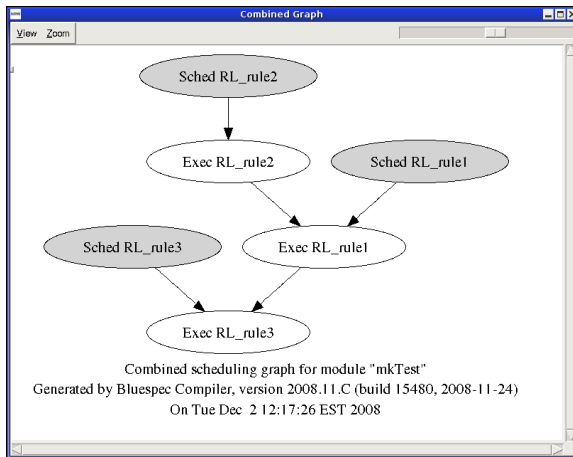 Combined Graph
View Zoom
Sched RL_rule2
Exec RL_rule2
Sched RL_rule1
Sched RL_rule3
Exec RL_rule1
Exec RL_rule3
Combined scheduling graph for module "mkTest"
Generated by Bluespec Compiler, version 2008.11.C (build 15480, 2008-11-24)
On Tue Dec 2 12:17:26 EST 2008